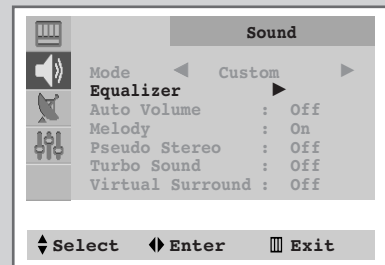 Sound
Mode ◀ Custom ▶
Equalizer ▶
Auto Volume : Off
Melody : On
Pseudo Stereo : Off
Turbo Sound : Off
Virtual Surround : Off
Select Enter Exit